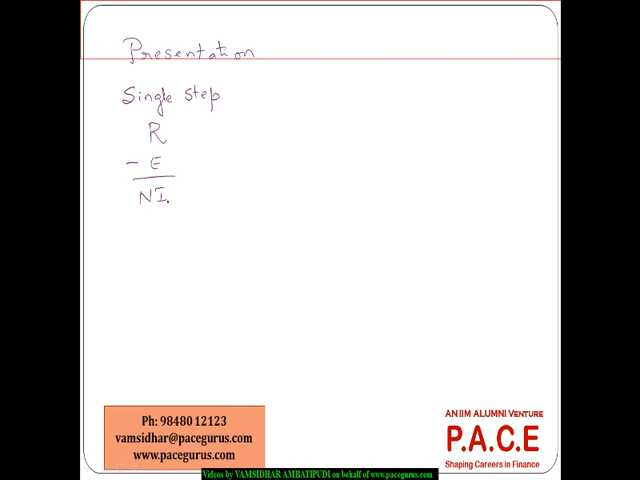 Presentation
Single Step
R
- E
NI.
Ph: 98480 12123
vamsidhar@pacegurus.com
www.pacegurus.com
AN IIM ALUMNI VENTURE
P.A.C.E
Shaping Careers in Finance
Videos by VAMSIDHAR AMBATIPUDI on behalf of www.pacegurus.com